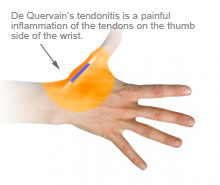 De Quervain's tendonitis is a painful
inflammation of the tendons on the thumb
side of the wrist.